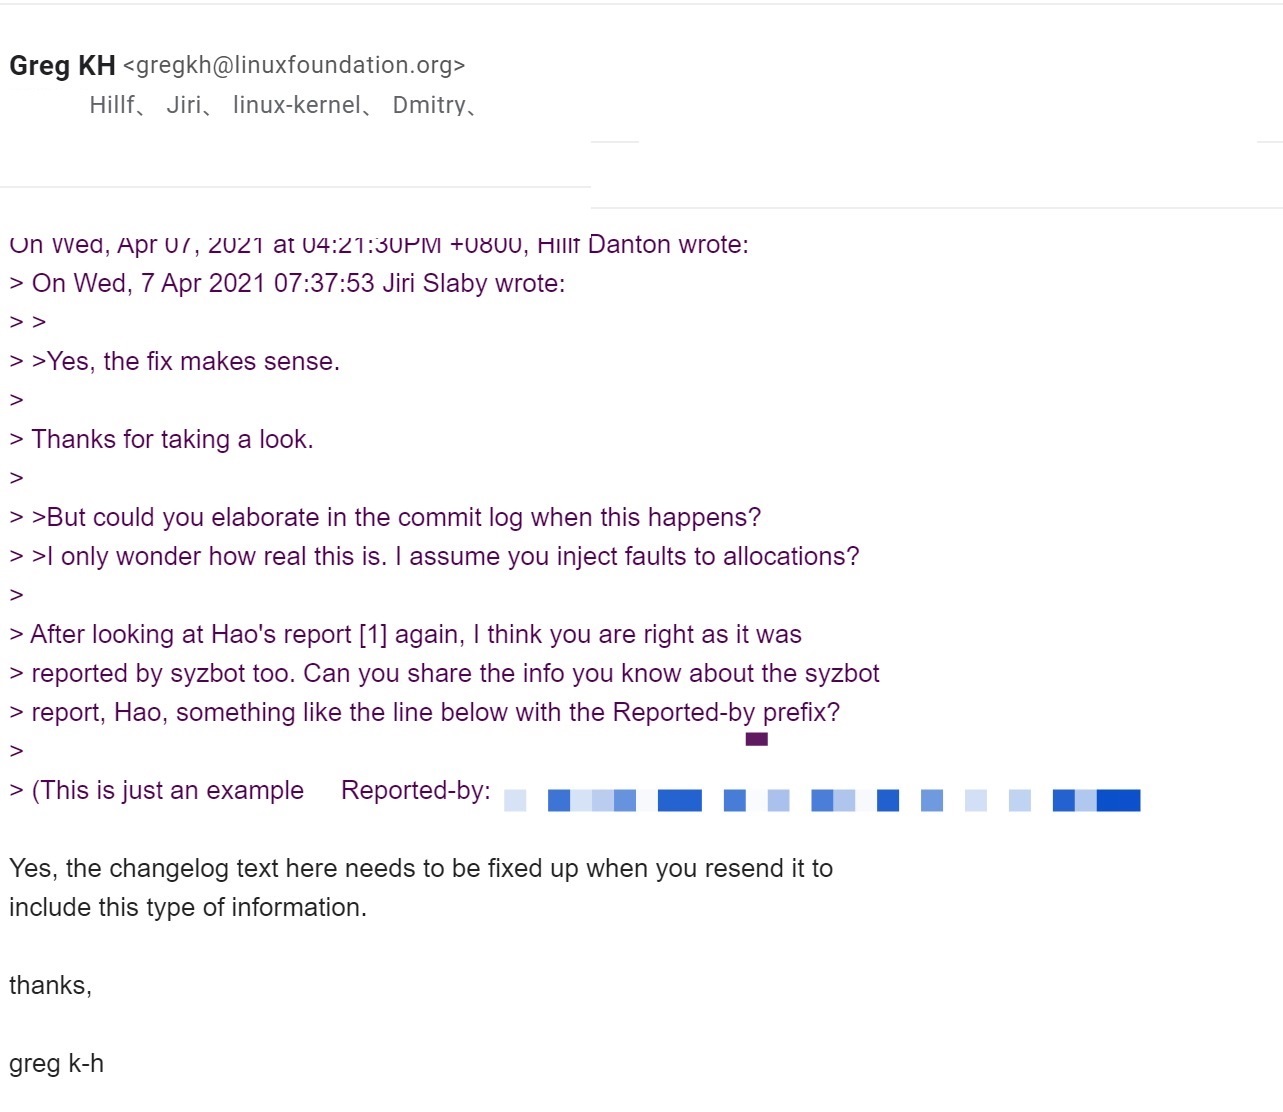 Greg KH <gregkh@linuxfoundation.org>
Hillf、 Jiri、 linux-kernel、 Dmitry、
On Wed, Apr 07, 2021 at 04:21:30PM +0800, Hillf Danton wrote:
> On Wed, 7 Apr 2021 07:37:53 Jiri Slaby wrote:
> >
> >Yes, the fix makes sense.
>
> Thanks for taking a look.
>
> >But could you elaborate in the commit log when this happens?
> >I only wonder how real this is. I assume you inject faults to allocations?
>
> After looking at Hao's report [1] again, I think you are right as it was
> reported by syzbot too. Can you share the info you know about the syzbot
> report, Hao, something like the line below with the Reported-by prefix?
>
> (This is just an example Reported-by:
Yes, the changelog text here needs to be fixed up when you resend it to
include this type of information.
thanks,
greg k-h